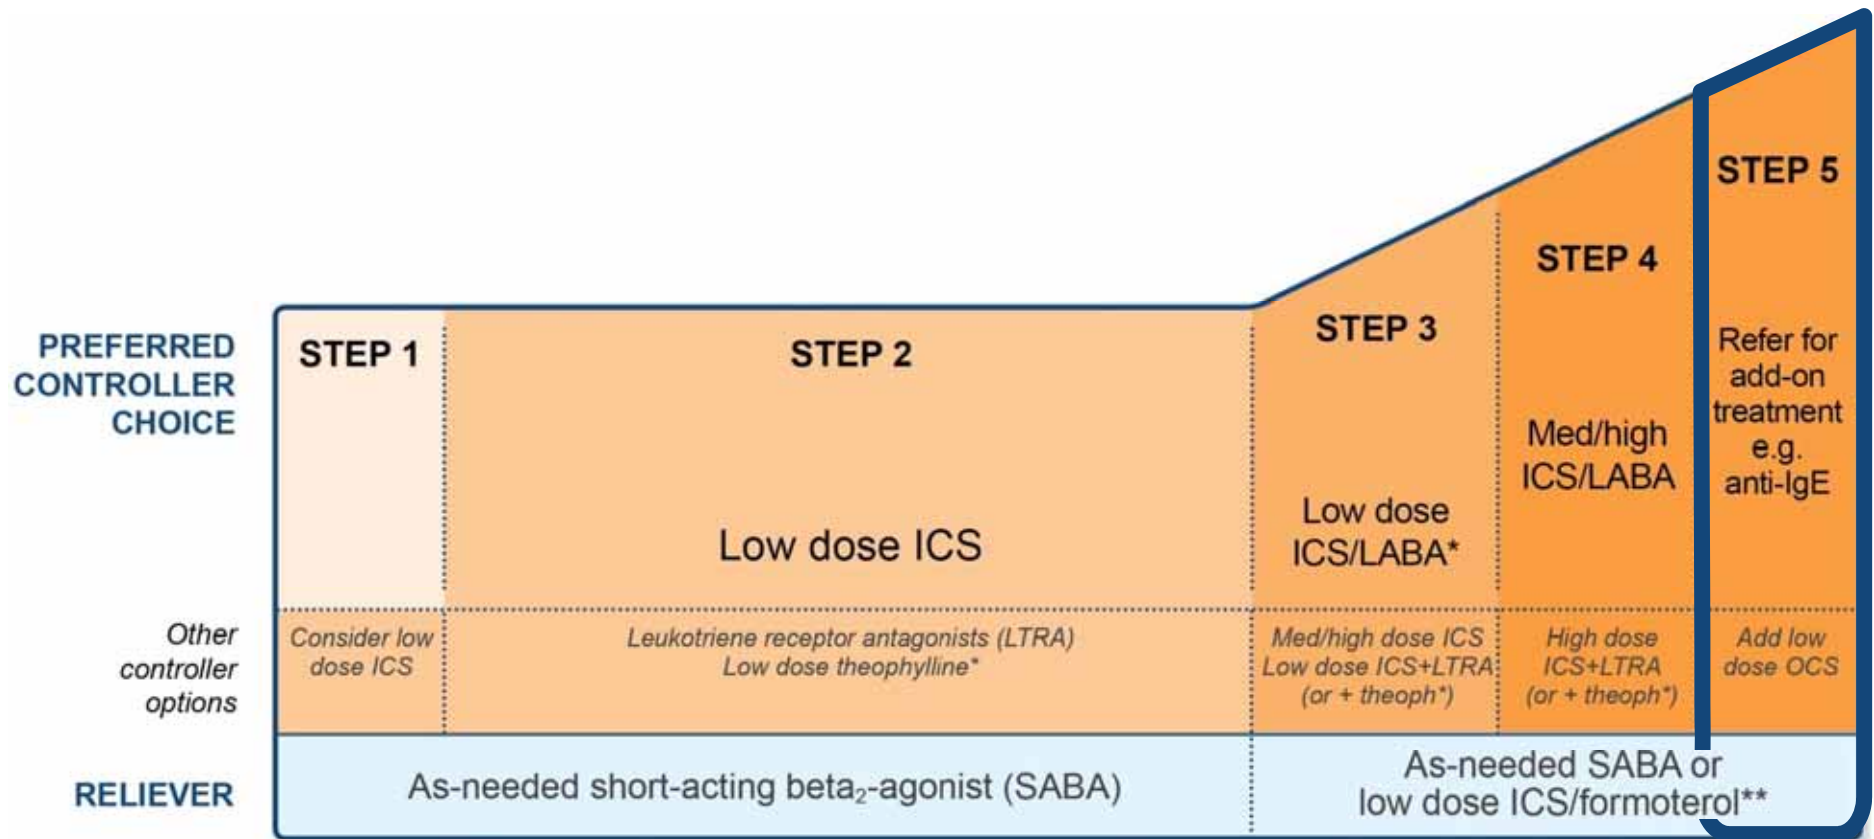 PREFERRED
CONTROLLER
CHOICE
STEP 1
STEP 2
Low dose ICS
STEP 3
Low dose
ICS/LABA*
STEP 4
Med/high
ICS/LABA
STEP 5
Refer for
add-on
treatment
e.g.
anti-IgE
Other
controller
options
Consider low
dose ICS
Leukotriene receptor antagonists (LTRA)
Low dose theophylline*
Med/high dose ICS
Low dose ICS+LTRA
(or + theoph*)
High dose
ICS+LTRA
(or + theoph*)
Add low
dose OCS
RELIEVER
As-needed short-acting beta₂-agonist (SABA)
As-needed SABA or
low dose ICS/formoterol**